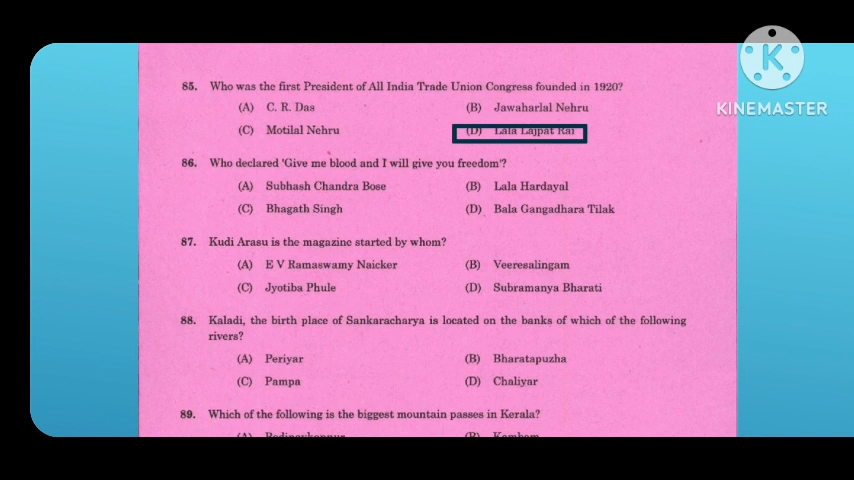 KINEMASTER
85. Who was the first President of All India Trade Union Congress founded in 1920?
(A) C. R. Das (B) Jawaharlal Nehru
(C) Motilal Nehru (D) Lala Lajpat Rai
86. Who declared 'Give me blood and I will give you freedom'?
(A) Subhash Chandra Bose (B) Lala Hardayal
(C) Bhagath Singh (D) Bala Gangadhara Tilak
87. Kudi Arasu is the magazine started by whom?
(A) E V Ramaswamy Naicker (B) Veeresalingam
(C) Jyotiba Phule (D) Subramanya Bharati
88. Kaladi, the birth place of Sankaracharya is located on the banks of which of the following
rivers?
(A) Periyar (B) Bharatapuzha
(C) Pampa (D) Chaliyar
89. Which of the following is the biggest mountain passes in Kerala?
(A) (B) Kambam